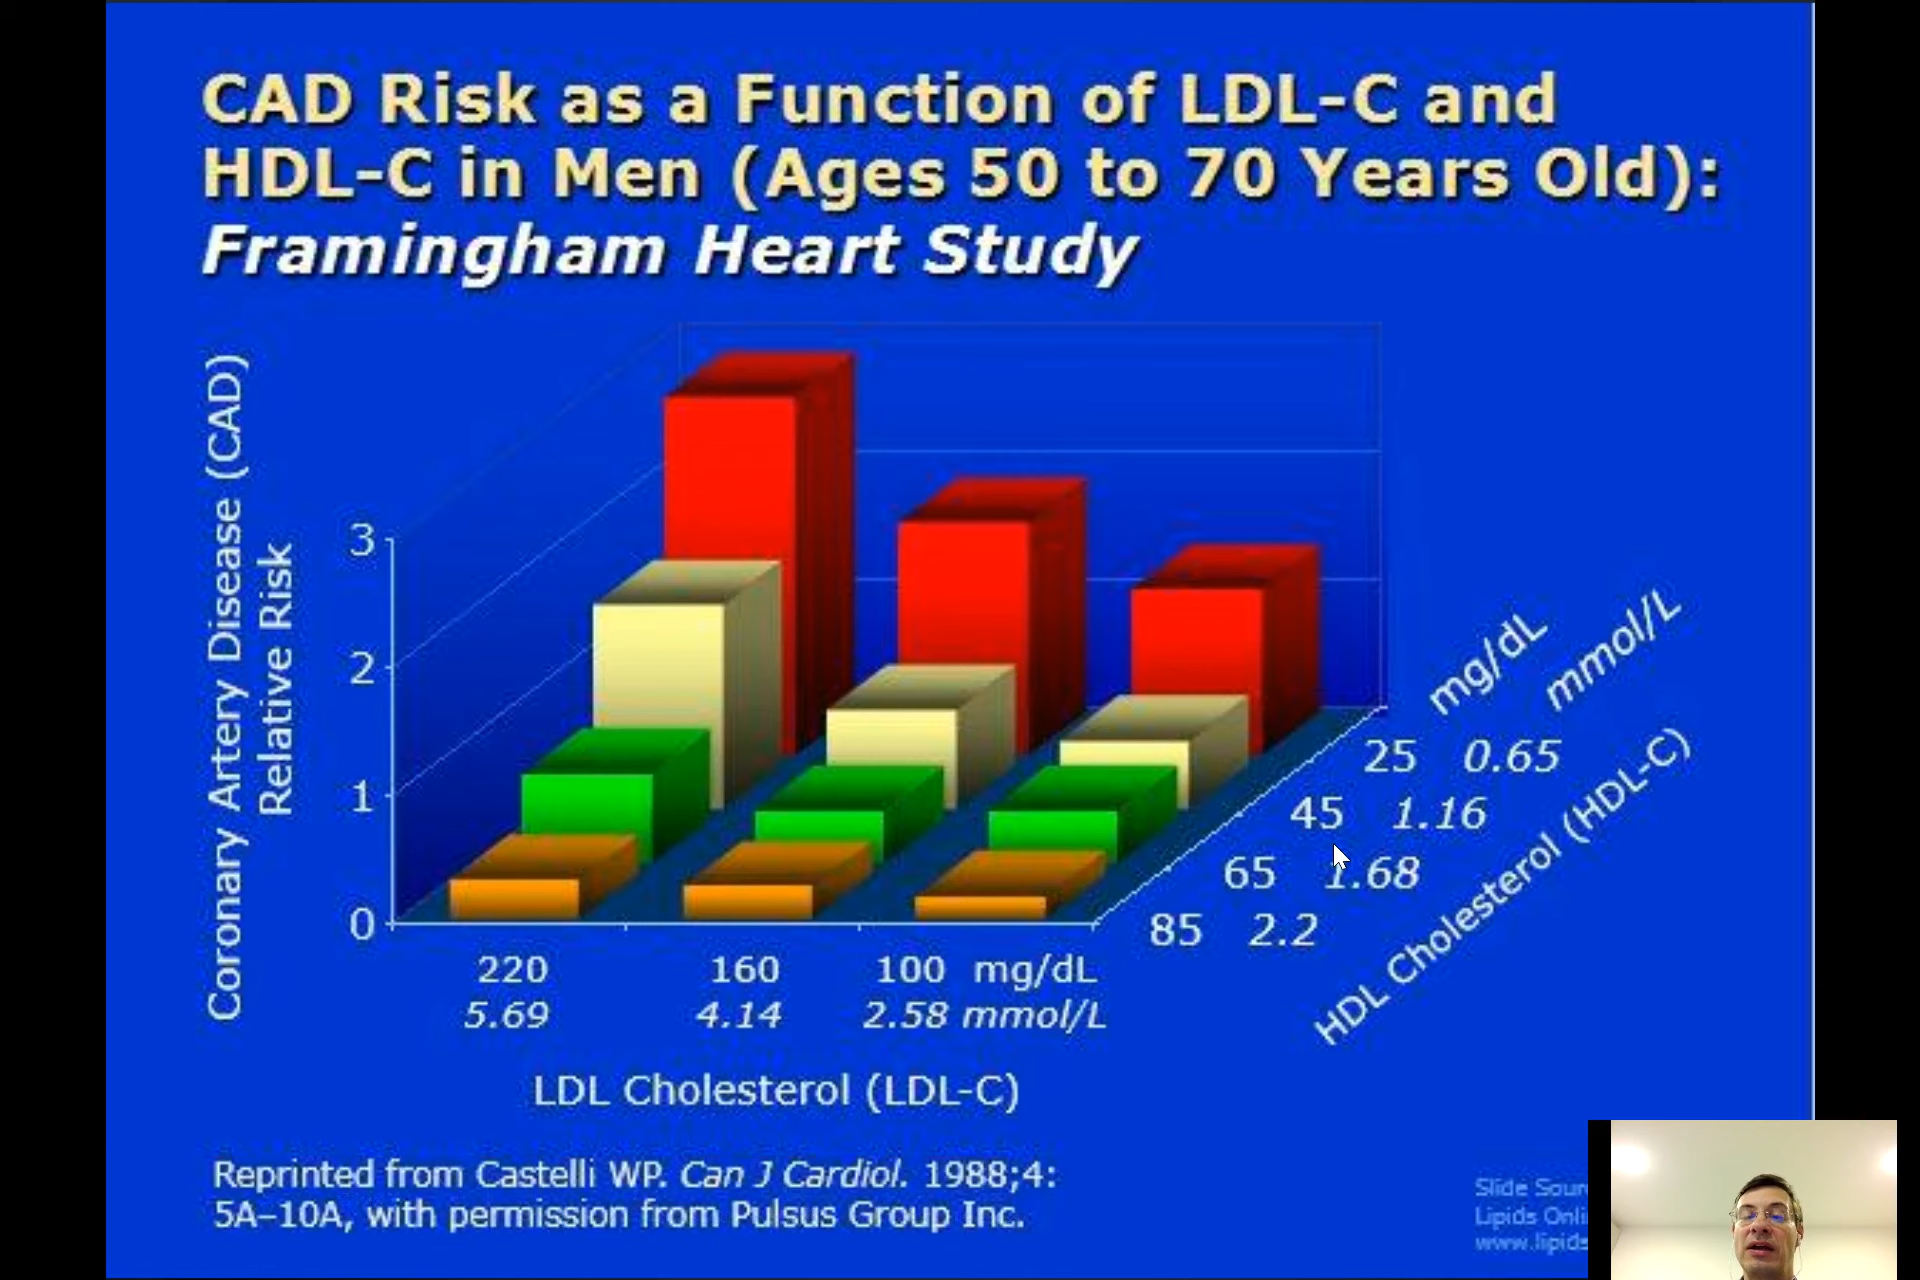 CAD Risk as a Function of LDL-C and
HDL-C in Men (Ages 50 to 70 Years Old):
Framingham Heart Study
Coronary Artery Disease (CAD)
Relative Risk
3
2
1
0
220 160 100 mg/dL
5.69 4.14 2.58 mmol/L
LDL Cholesterol (LDL-C)
mg/dL mmol/L
25 0.65
45 1.16
65 1.68
85 2.2
HDL Cholesterol (HDL-C)
Reprinted from Castelli WP. Can J Cardiol. 1988;4:
5A–10A, with permission from Pulsus Group Inc.
Slide
Lipids